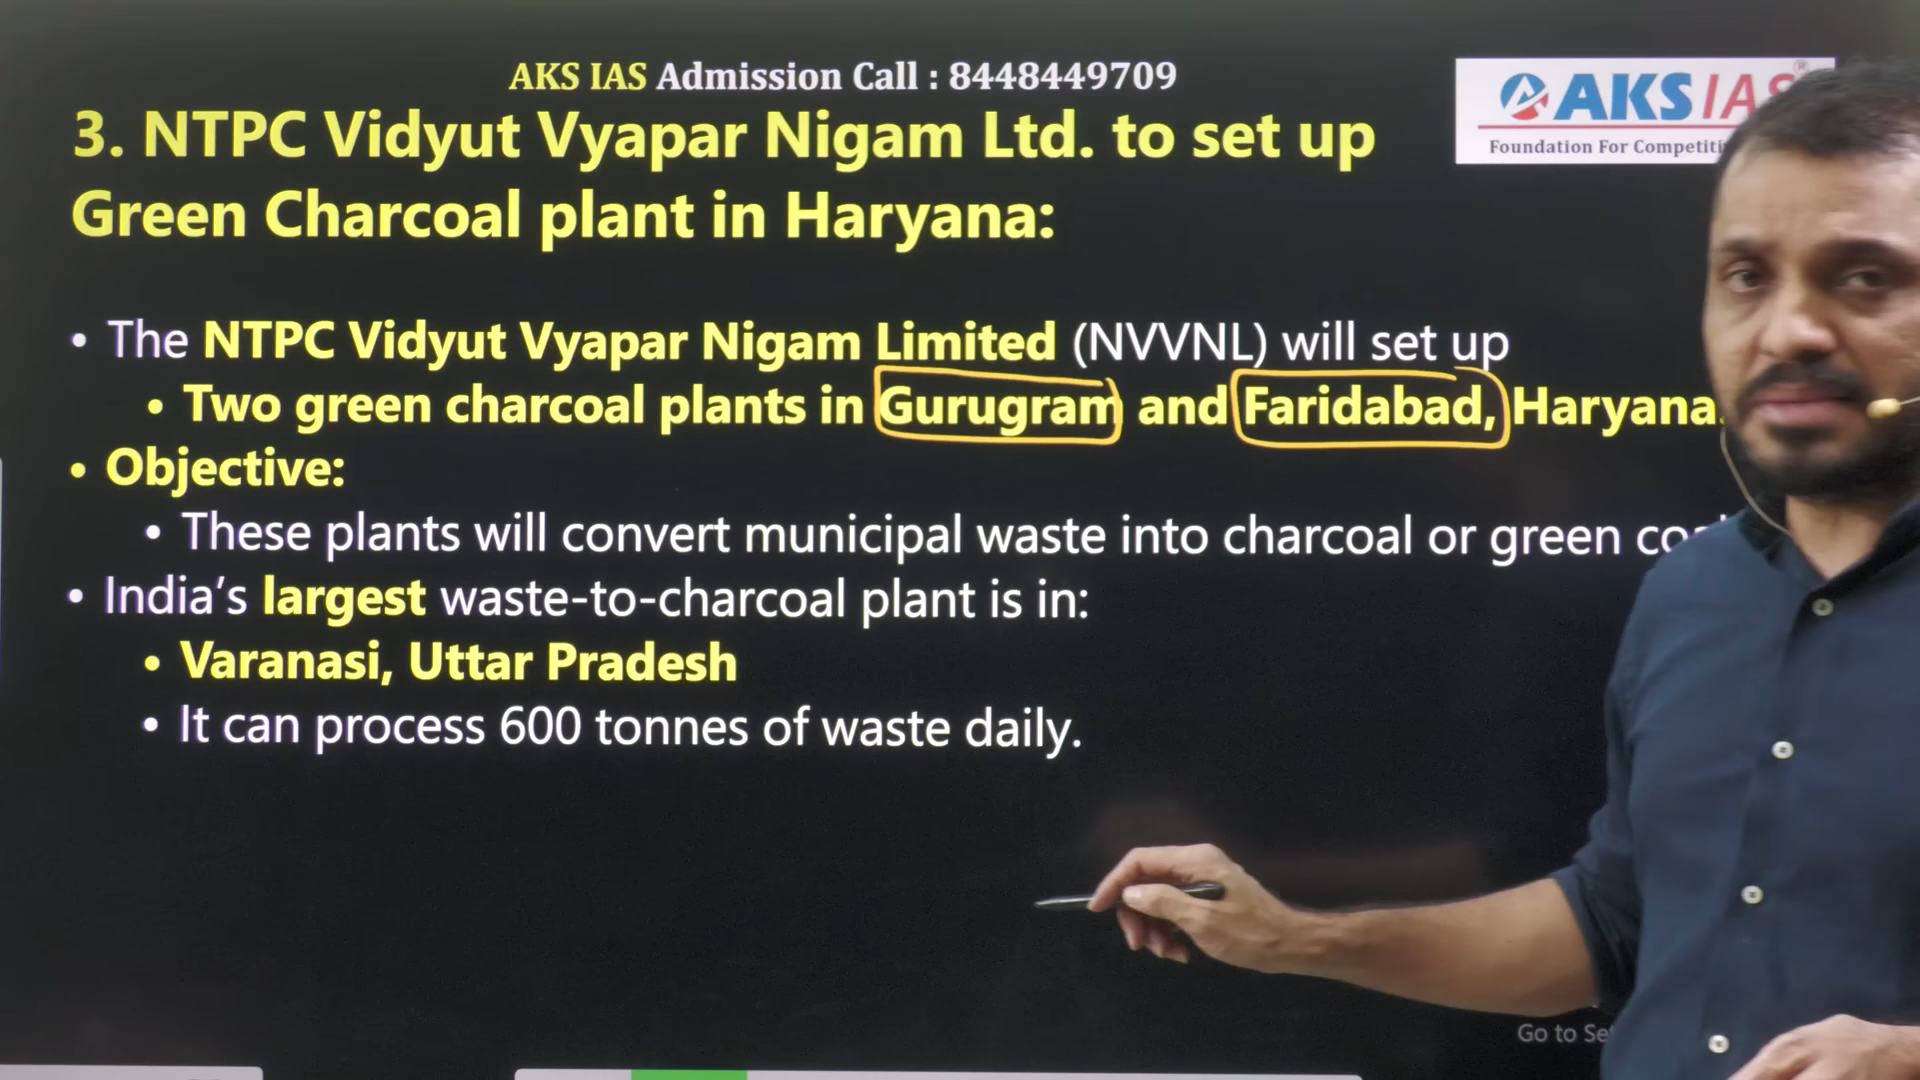 AKS IAS Admission Call : 8448449709
AKS IAS®
Foundation For
3. NTPC Vidyut Vyapar Nigam Ltd. to set up
Green Charcoal plant in Haryana:
• The NTPC Vidyut Vyapar Nigam Limited (NVVNL) will set up
• Two green charcoal plants in Gurugram and Faridabad, Haryana.
• Objective:
• These plants will convert municipal waste into charcoal or green
• India's largest waste-to-charcoal plant is in:
• Varanasi, Uttar Pradesh
• It can process 600 tonnes of waste daily.
Go to